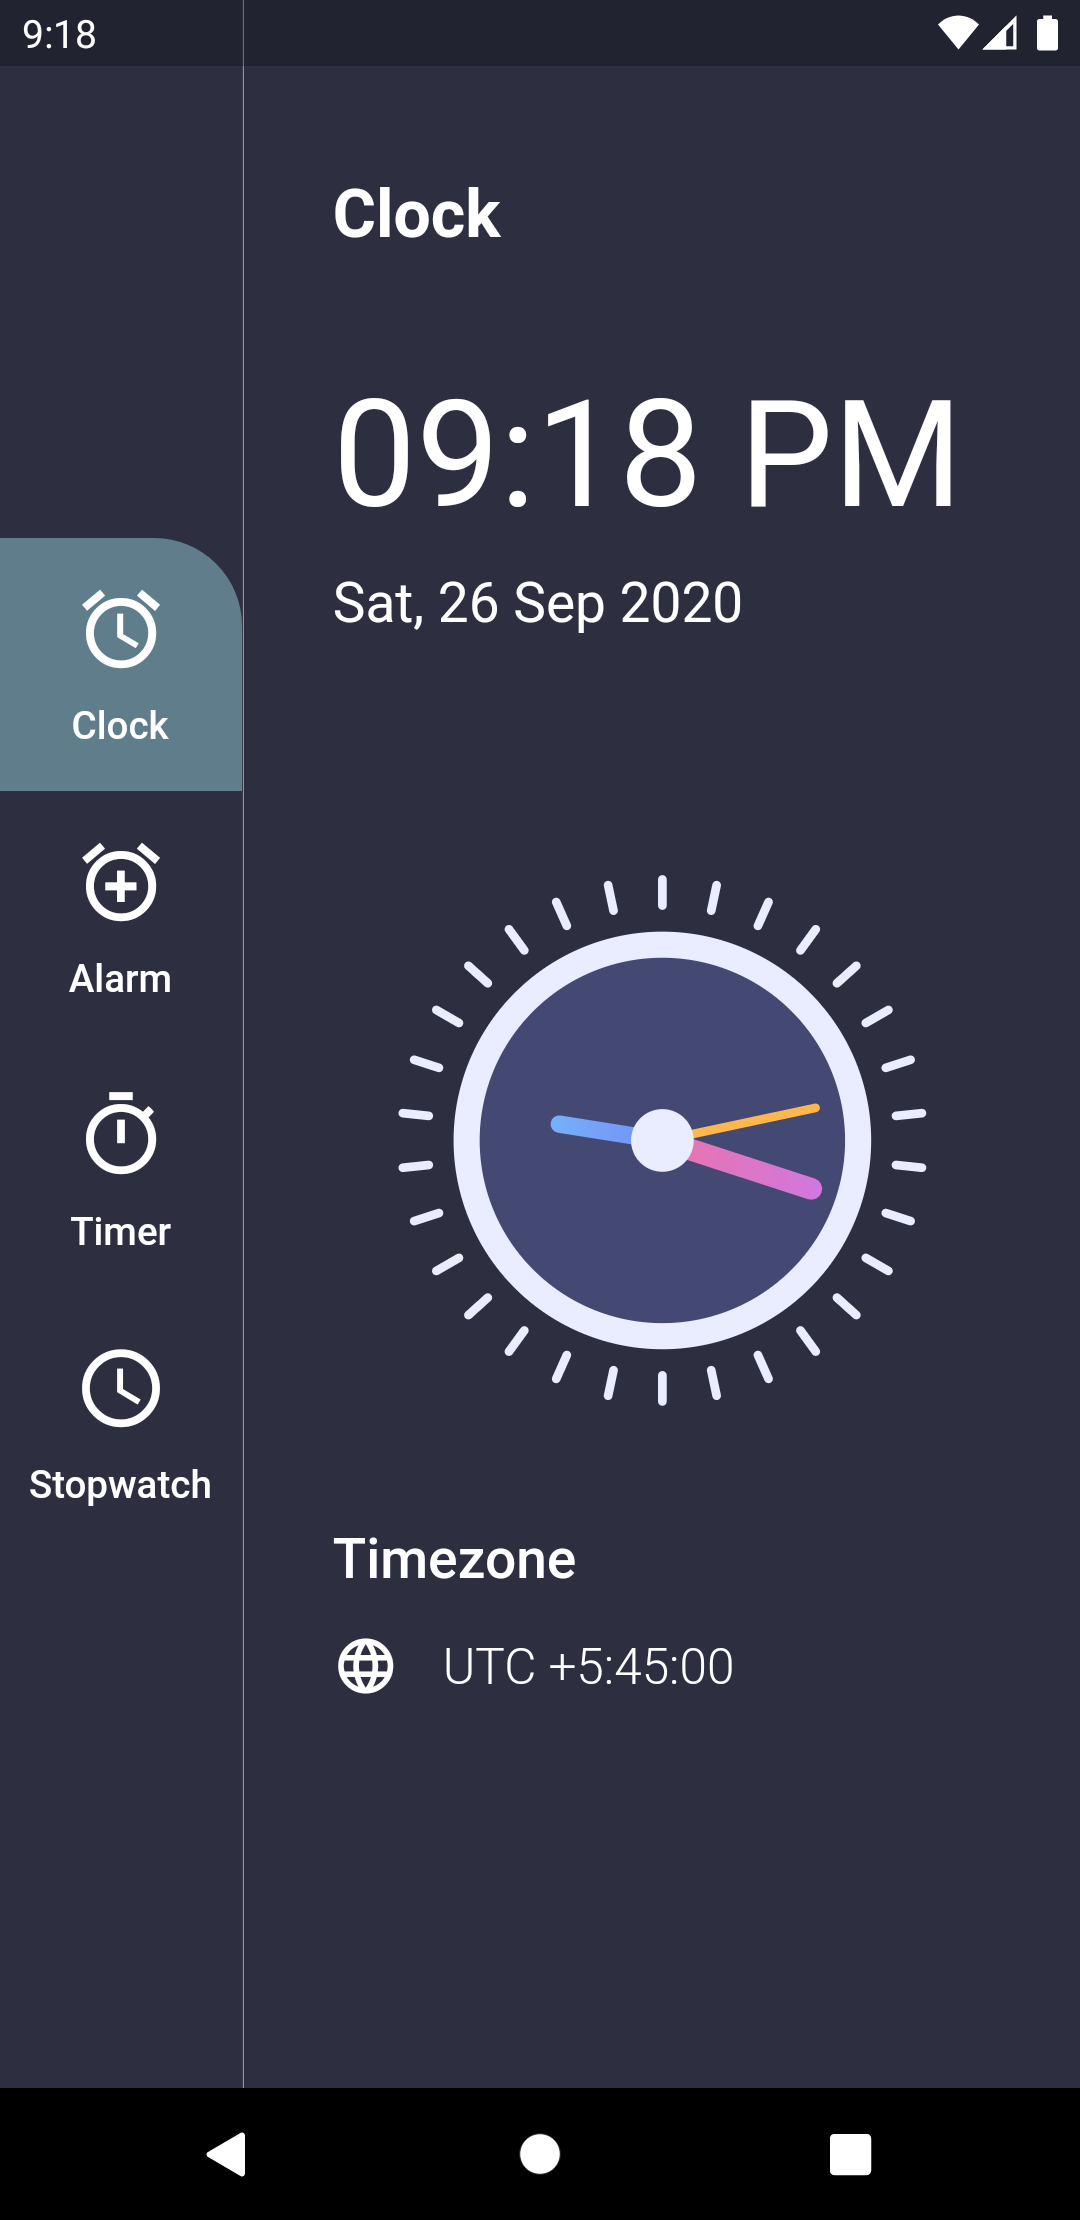 9:18
Clock
09:18 PM
Sat, 26 Sep 2020
Clock
Alarm
Timer
Stopwatch
Timezone
UTC +5:45:00